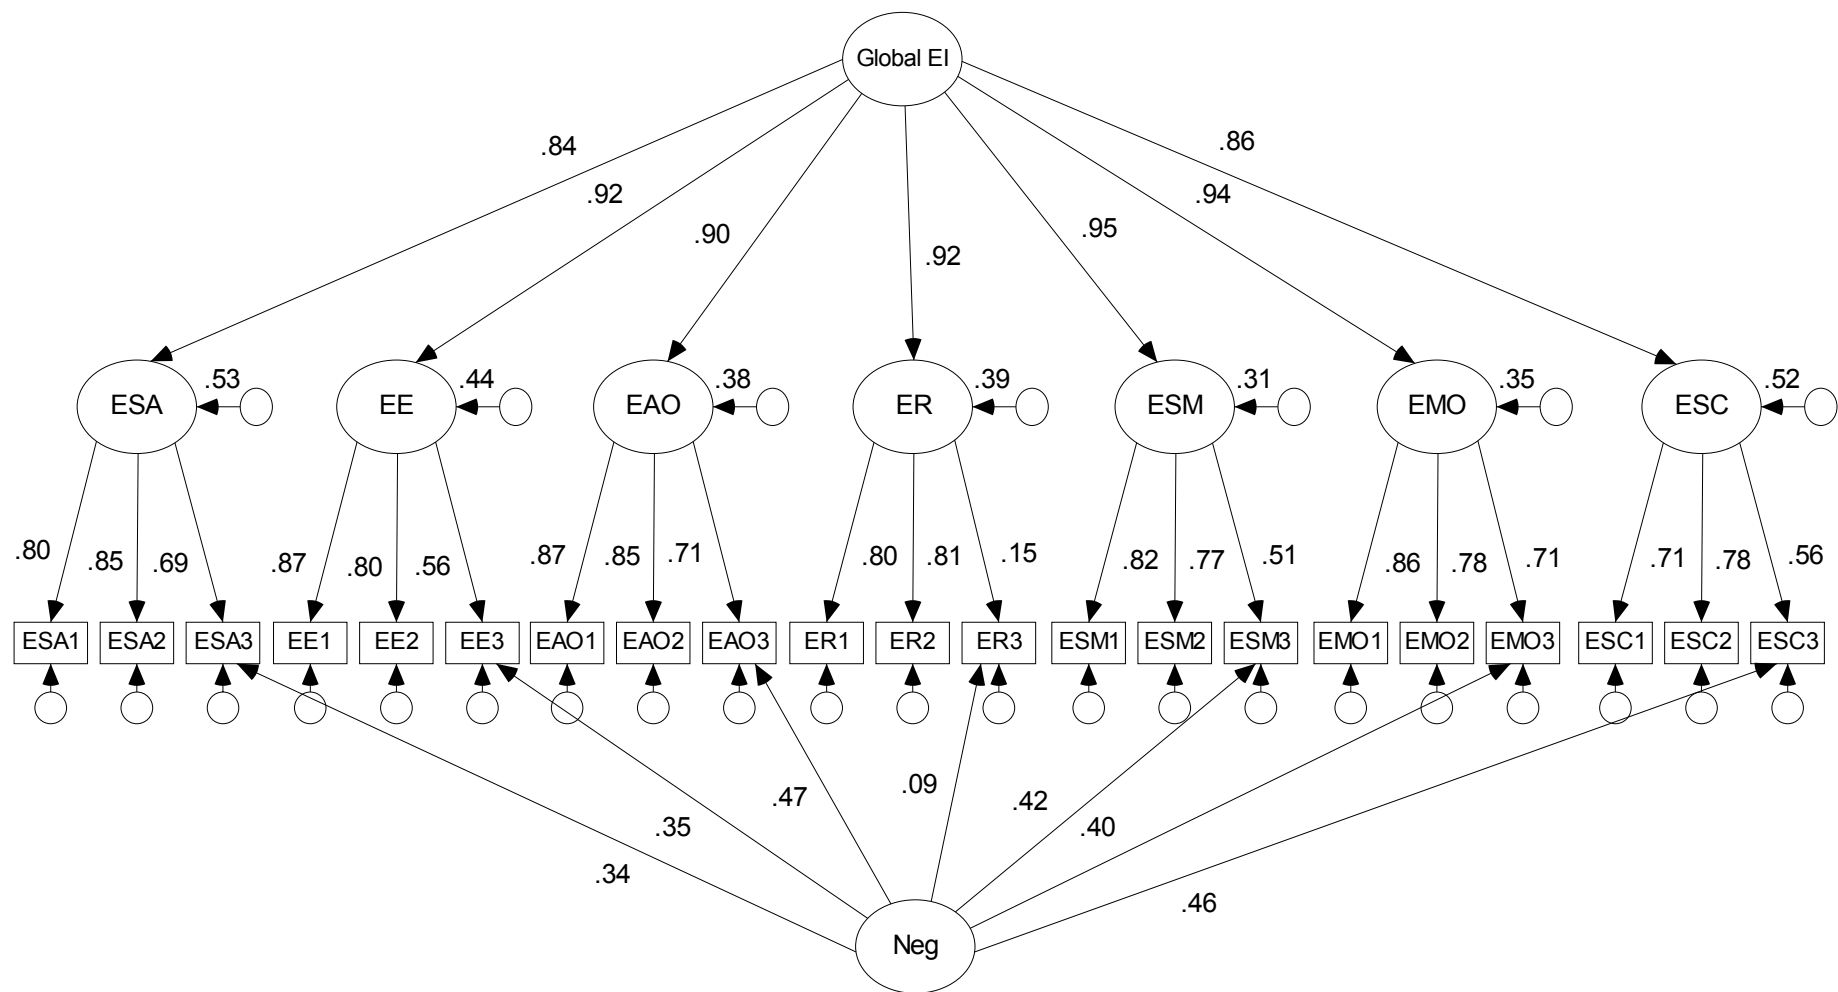 Global EI
.84
.92
.90
.92
.95
.94
.86
ESA
.53
EE
.44
EAO
.38
ER
.39
ESM
.31
EMO
.35
ESC
.52
.80
.85
.69
.87
.80
.56
.87
.85
.71
.80
.81
.15
.82
.77
.51
.86
.78
.71
.71
.78
.56
ESA1
ESA2
ESA3
EE1
EE2
EE3
EAO1
EAO2
EAO3
ER1
ER2
ER3
ESM1
ESM2
ESM3
EMO1
EMO2
EMO3
ESC1
ESC2
ESC3
.34
.35
.47
.09
.42
.40
.46
Neg